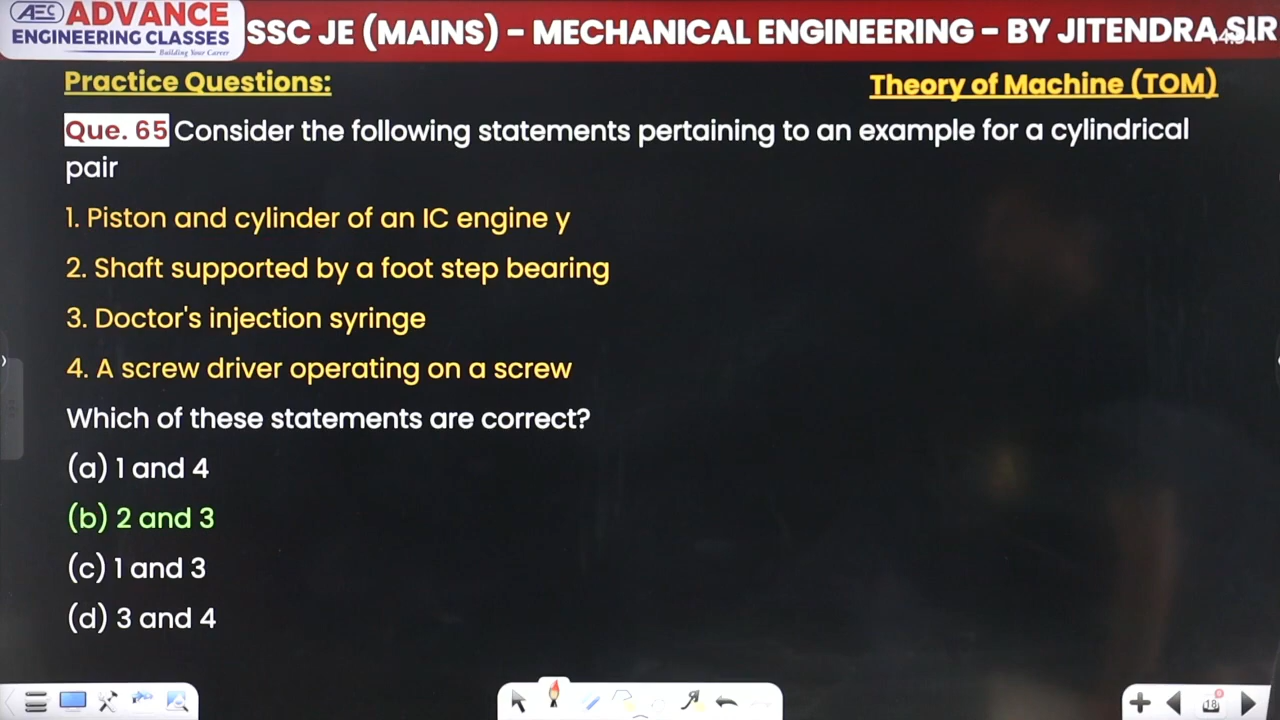 AEC ADVANCE
ENGINEERING CLASSES
Building Your Career
SSC JE (MAINS) – MECHANICAL ENGINEERING – BY JITENDRA SIR
Practice Questions:
Theory of Machine (TOM)
Que. 65 Consider the following statements pertaining to an example for a cylindrical
pair
1. Piston and cylinder of an IC engine y
2. Shaft supported by a foot step bearing
3. Doctor's injection syringe
4. A screw driver operating on a screw
Which of these statements are correct?
(a) 1 and 4
(b) 2 and 3
(c) 1 and 3
(d) 3 and 4
18